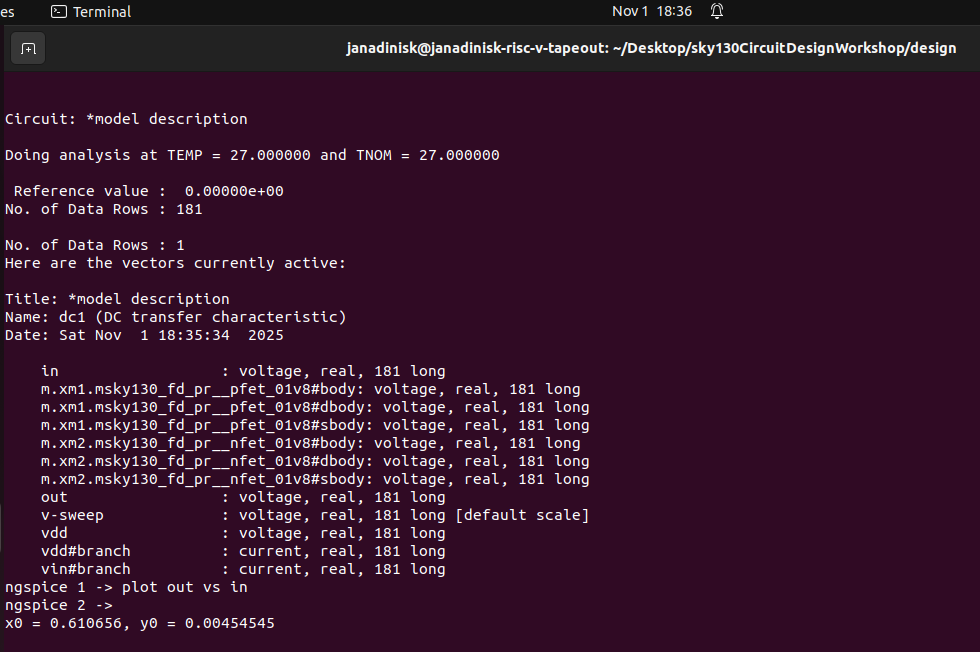 es Terminal Nov 1 18:36
janadinisk@janadinisk-risc-v-tapeout: ~/Desktop/sky130CircuitDesignWorkshop/design
Circuit: *model description
Doing analysis at TEMP = 27.000000 and TNOM = 27.000000
Reference value :  0.00000e+00
No. of Data Rows : 181
No. of Data Rows : 1
Here are the vectors currently active:
Title: *model description
Name: dc1 (DC transfer characteristic)
Date: Sat Nov  1 18:35:34  2025
in                  : voltage, real, 181 long
m.xm1.msky130_fd_pr__pfet_01v8#body: voltage, real, 181 long
m.xm1.msky130_fd_pr__pfet_01v8#dbody: voltage, real, 181 long
m.xm1.msky130_fd_pr__pfet_01v8#sbody: voltage, real, 181 long
m.xm2.msky130_fd_pr__nfet_01v8#body: voltage, real, 181 long
m.xm2.msky130_fd_pr__nfet_01v8#dbody: voltage, real, 181 long
m.xm2.msky130_fd_pr__nfet_01v8#sbody: voltage, real, 181 long
out                 : voltage, real, 181 long
v-sweep             : voltage, real, 181 long [default scale]
vdd                 : voltage, real, 181 long
vdd#branch          : current, real, 181 long
vin#branch          : current, real, 181 long
ngspice 1 -> plot out vs in
ngspice 2 ->
x0 = 0.610656, y0 = 0.00454545